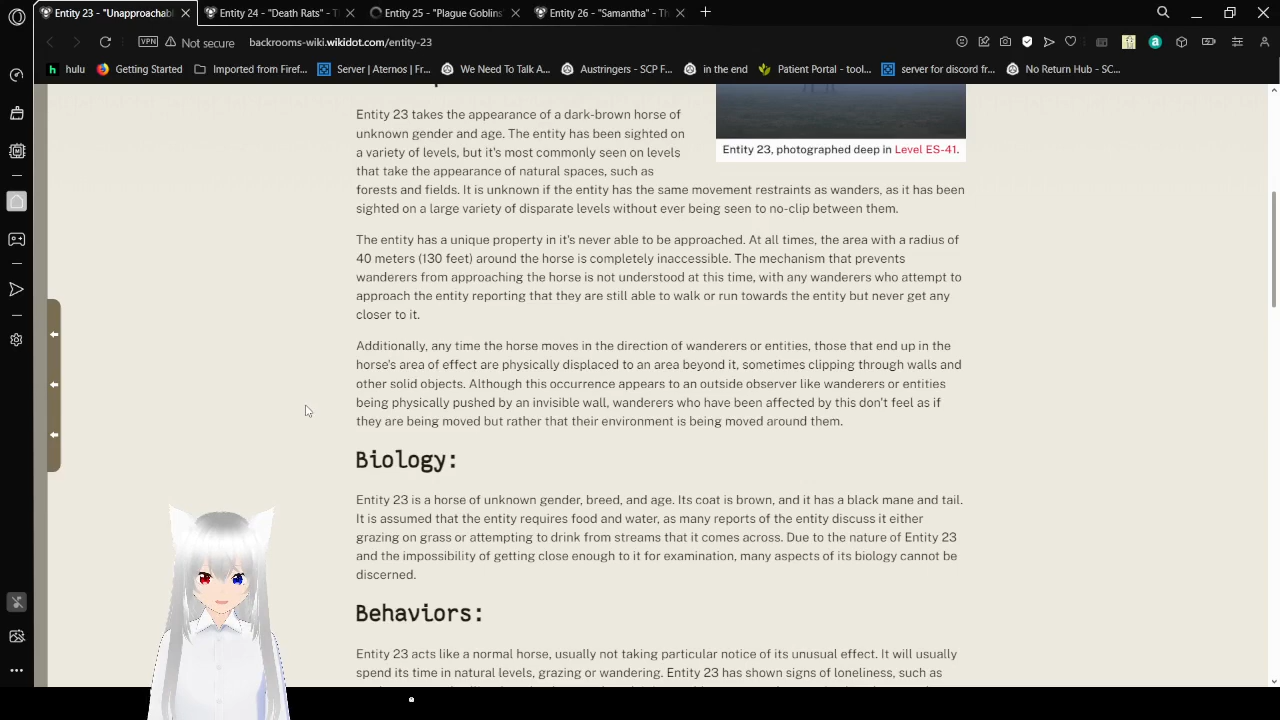 Entity 23 - "Unapproachabl
Entity 24 - "Death Rats" - T
Entity 25 - "Plague Goblins"
Entity 26 - "Samantha" - Th
VPN
Not secure
backrooms-wiki.wikidot.com/entity-23
hulu
Getting Started
Imported from Firef...
Server | Aternos | Fr...
We Need To Talk A...
Austringers - SCP F...
in the end
Patient Portal - tool...
server for discord fr...
No Return Hub - SC...
Entity 23 takes the appearance of a dark-brown horse of
unknown gender and age. The entity has been sighted on
a variety of levels, but it's most commonly seen on levels
that take the appearance of natural spaces, such as
forests and fields. It is unknown if the entity has the same movement restraints as wanders, as it has been
sighted on a large variety of disparate levels without ever being seen to no-clip between them.
Entity 23, photographed deep in Level ES-41.
The entity has a unique property in it's never able to be approached. At all times, the area with a radius of
40 meters (130 feet) around the horse is completely inaccessible. The mechanism that prevents
wanderers from approaching the horse is not understood at this time, with any wanderers who attempt to
approach the entity reporting that they are still able to walk or run towards the entity but never get any
closer to it.
Additionally, any time the horse moves in the direction of wanderers or entities, those that end up in the
horse's area of effect are physically displaced to an area beyond it, sometimes clipping through walls and
other solid objects. Although this occurrence appears to an outside observer like wanderers or entities
being physically pushed by an invisible wall, wanderers who have been affected by this don't feel as if
they are being moved but rather that their environment is being moved around them.
Biology:
Entity 23 is a horse of unknown gender, breed, and age. Its coat is brown, and it has a black mane and tail.
It is assumed that the entity requires food and water, as many reports of the entity discuss it either
grazing on grass or attempting to drink from streams that it comes across. Due to the nature of Entity 23
and the impossibility of getting close enough to it for examination, many aspects of its biology cannot be
discerned.
Behaviors:
Entity 23 acts like a normal horse, usually not taking particular notice of its unusual effect. It will usually
spend its time in natural levels, grazing or wandering. Entity 23 has shown signs of loneliness, such as